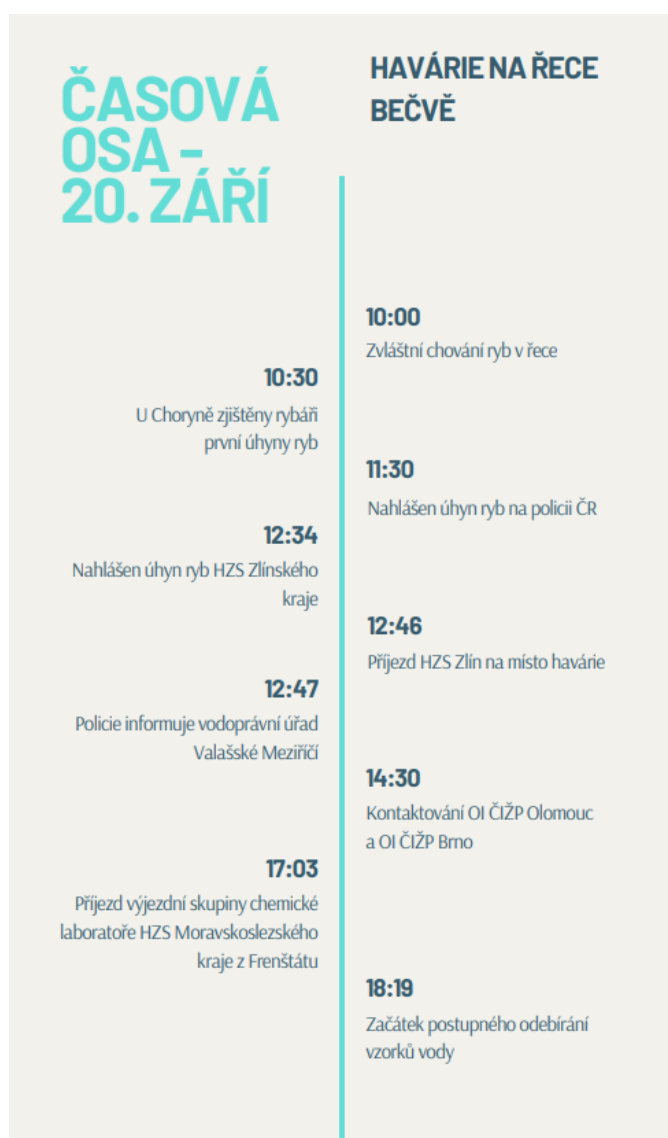 ČASOVÁ
OSA –
20. ZÁŘÍ
HAVÁRIE NA ŘECE
BEČVĚ
10:00
Zvláštní chování ryb v řece
10:30
U Choryně zjištěny rybáři
první úhyny ryb
11:30
Nahlášen úhyn ryb na policii ČR
12:34
Nahlášen úhyn ryb HZS Zlínského
kraje
12:46
Příjezd HZS Zlín na místo havárie
12:47
Policie informuje vodoprávní úřad
Valašské Meziříčí
14:30
Kontaktování OI ČIŽP Olomouc
a OI ČIŽP Brno
17:03
Příjezd výjezdní skupiny chemické
laboratoře HZS Moravskoslezského
kraje z Frenštátu
18:19
Začátek postupného odebírání
vzorků vody